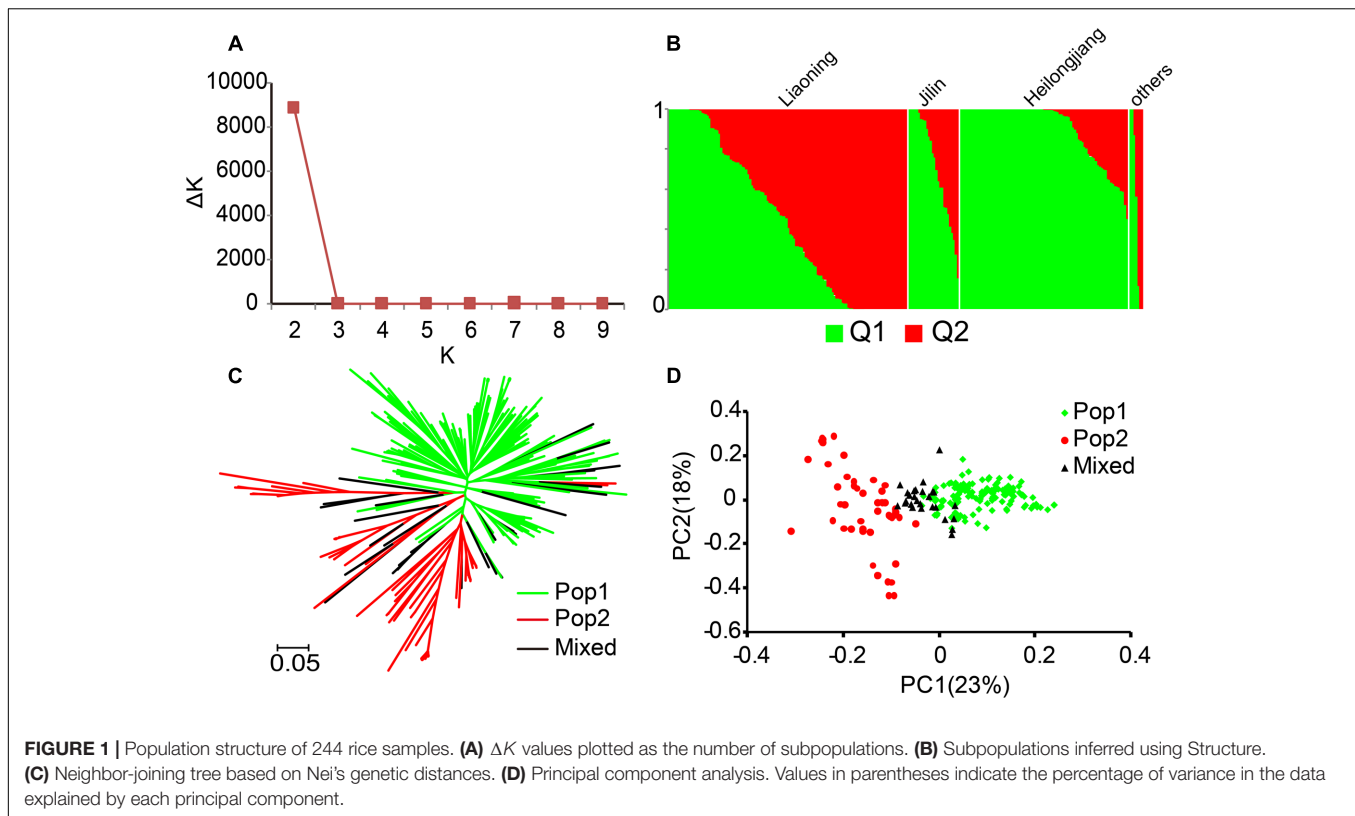 A
10000
8000
6000
4000
2000
0
ΔK
2 3 4 5 6 7 8 9
K
B
Liaoning
Jilin
Heilongjiang
others
1
0
Q1 Q2
C
Pop1
Pop2
Mixed
0.05
D
0.4
0.2
0
-0.2
-0.4
-0.6
PC2(18%)
-0.4 -0.2 0 0.2 0.4
PC1(23%)
Pop1
Pop2
Mixed
FIGURE 1 | Population structure of 244 rice samples. (A) ΔK values plotted as the number of subpopulations. (B) Subpopulations inferred using Structure.
(C) Neighbor-joining tree based on Nei's genetic distances. (D) Principal component analysis. Values in parentheses indicate the percentage of variance in the data
explained by each principal component.